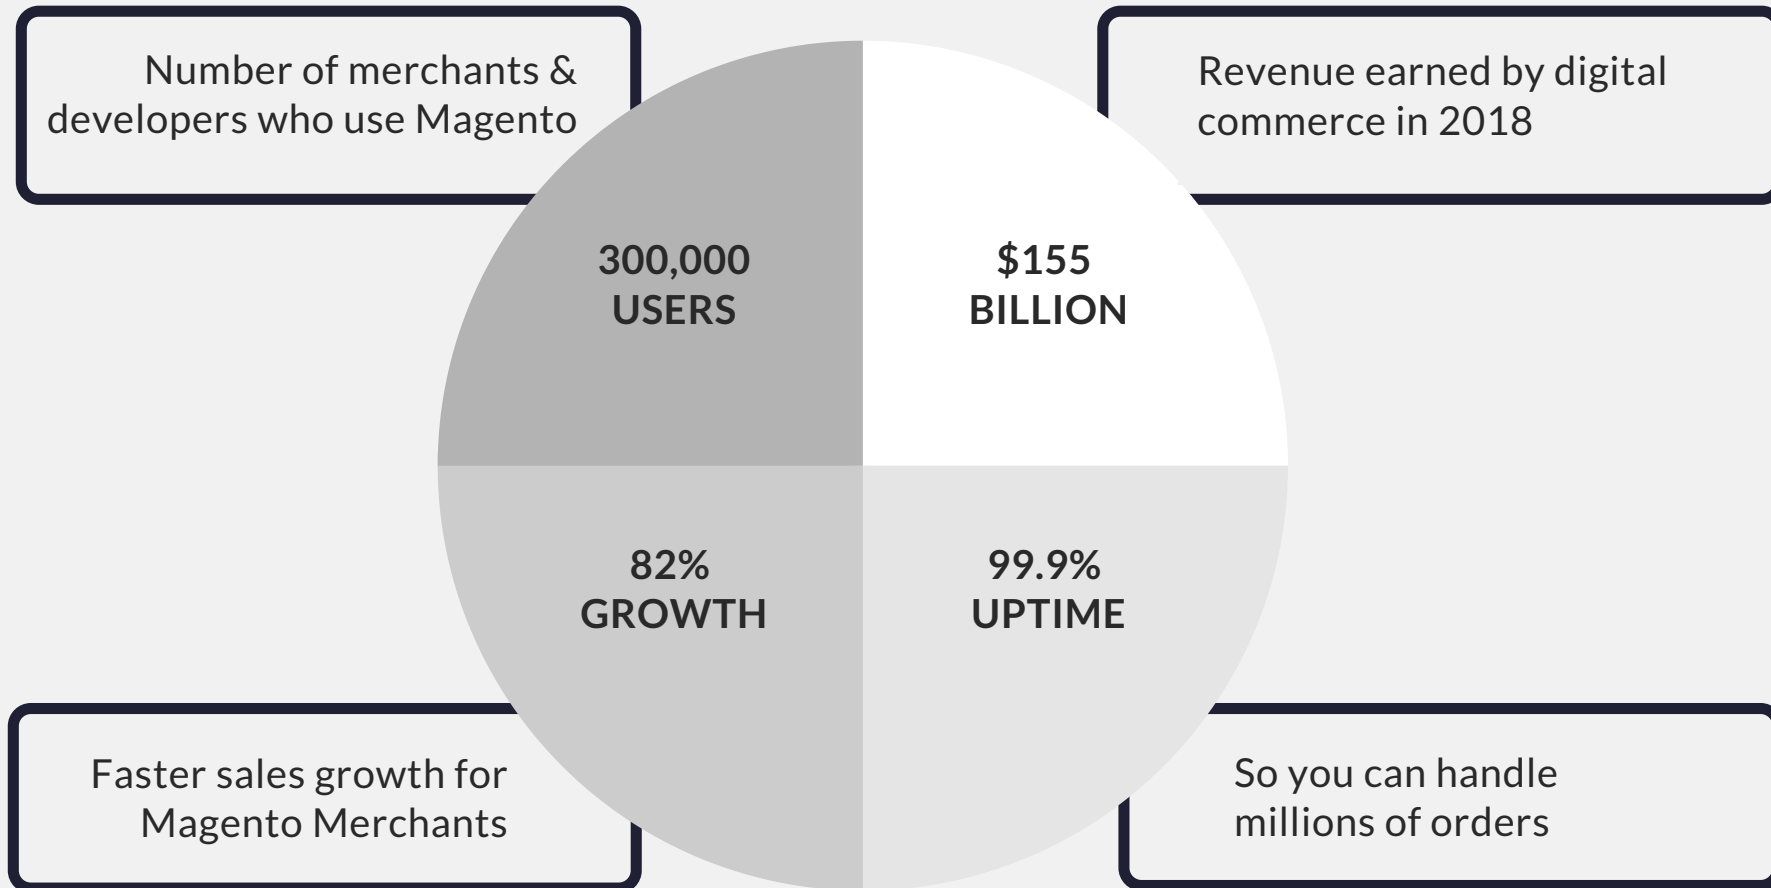 Number of merchants &
developers who use Magento
300,000
USERS
Revenue earned by digital
commerce in 2018
$155
BILLION
82%
GROWTH
Faster sales growth for
Magento Merchants
99.9%
UPTIME
So you can handle
millions of orders